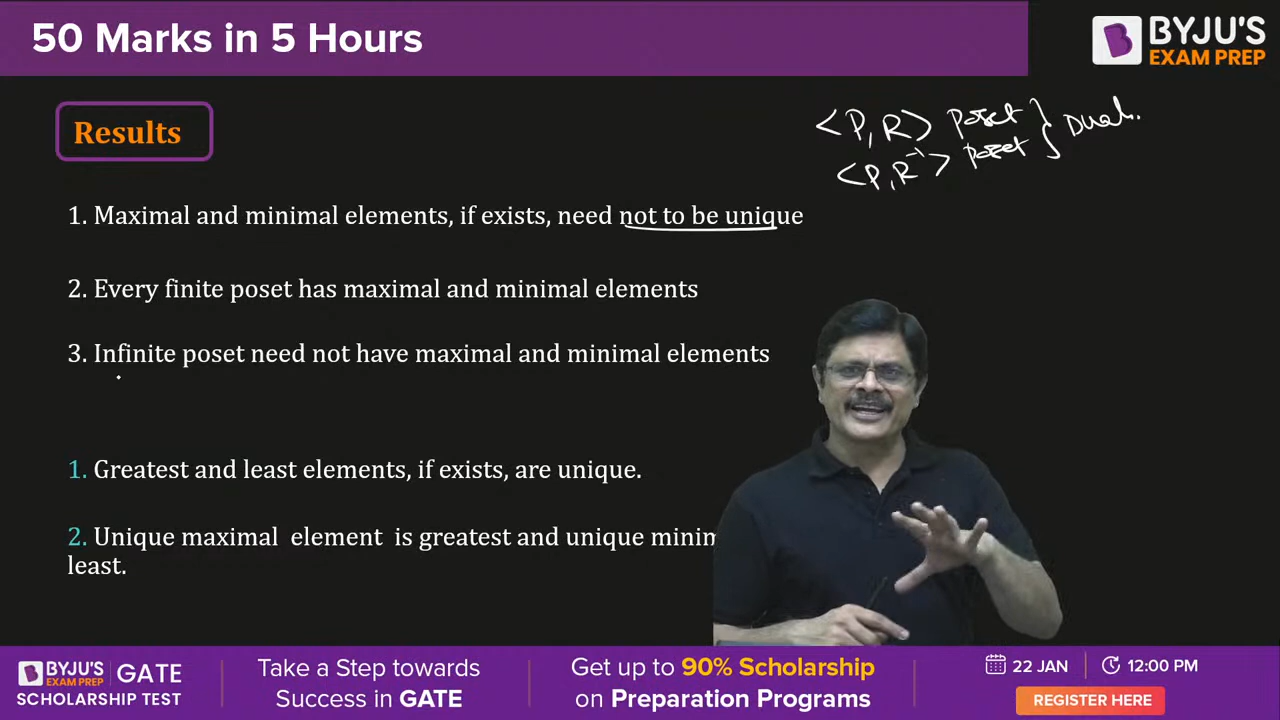 50 Marks in 5 Hours
BYJU'S
EXAM PREP
Results
<P, R> poset } Dual.
<P, R⁻¹> poset
1. Maximal and minimal elements, if exists, need not to be unique
2. Every finite poset has maximal and minimal elements
3. Infinite poset need not have maximal and minimal elements
1. Greatest and least elements, if exists, are unique.
2. Unique maximal element is greatest and unique
least.
BYJU'S EXAM PREP | GATE
SCHOLARSHIP TEST
Take a Step towards
Success in GATE
Get up to 90% Scholarship
on Preparation Programs
22 JAN
12:00 PM
REGISTER HERE